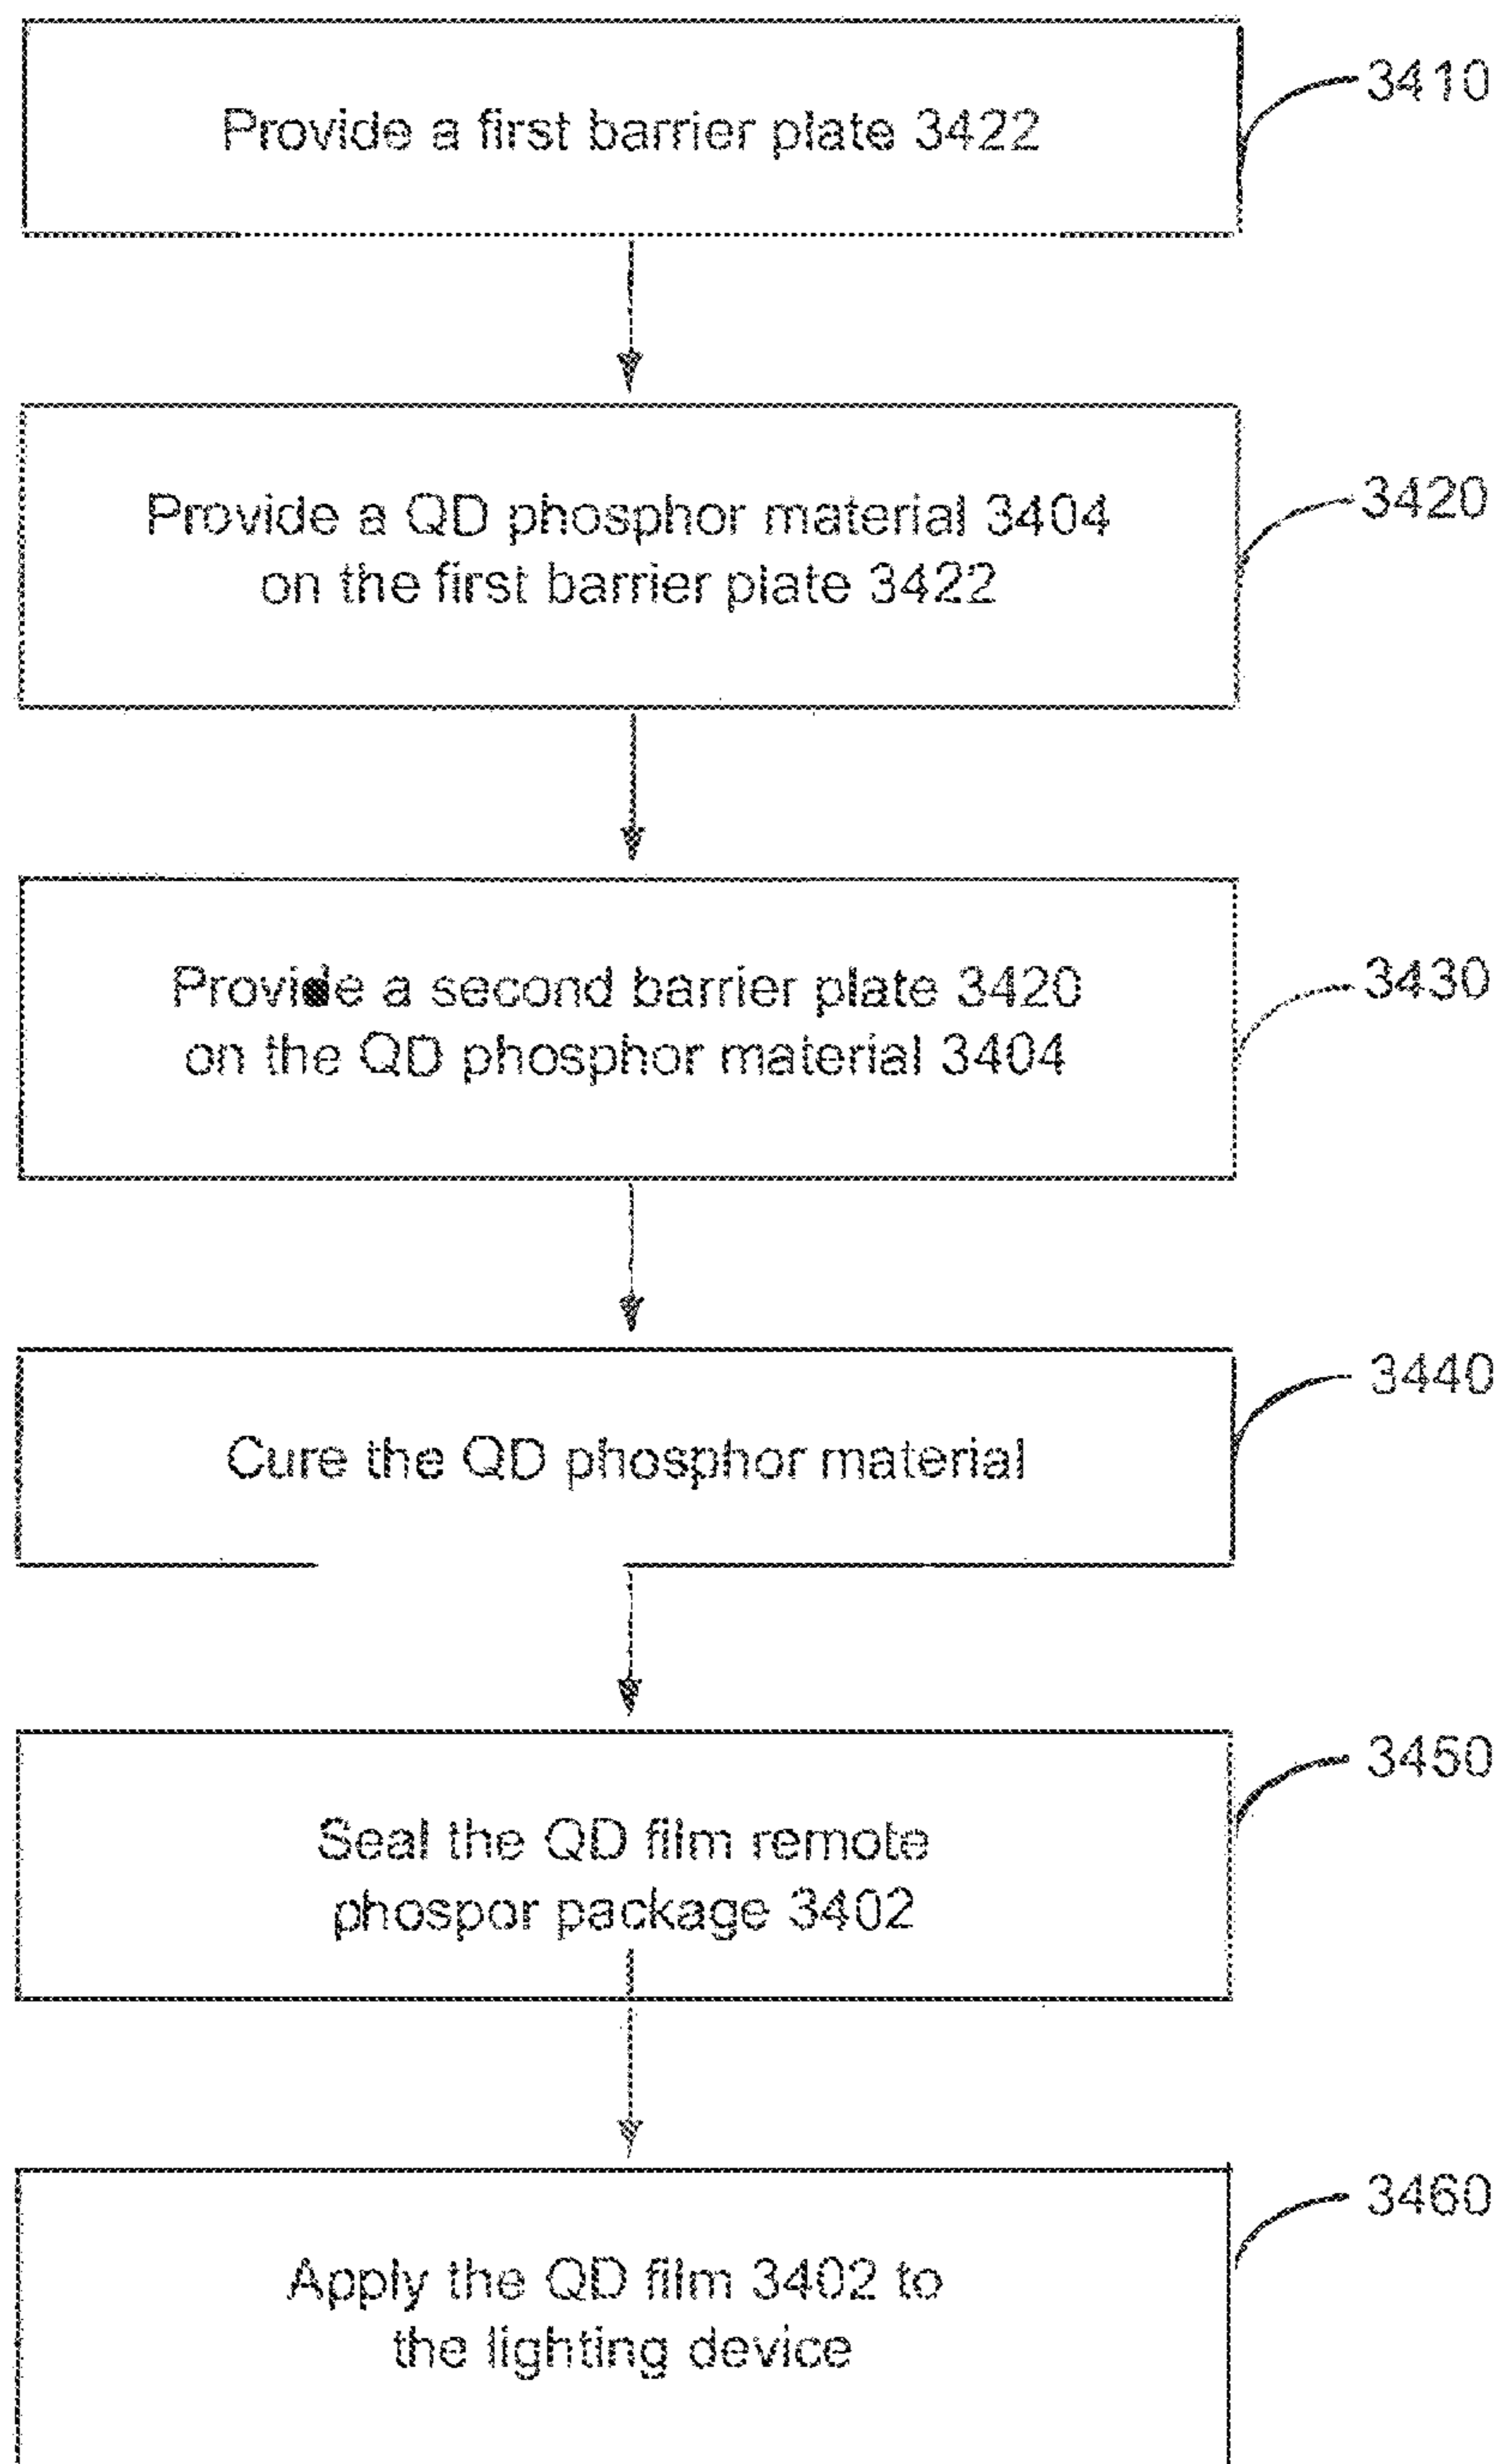 Provide a first barrier plate 3422
3410
Provide a QD phosphor material 3404
on the first barrier plate 3422
3420
Provide a second barrier plate 3420
on the QD phosphor material 3404
3430
Cure the QD phosphor material
3440
Seal the QD film remote
phospor package 3402
3450
Apply the QD film 3402 to
the lighting device
3460